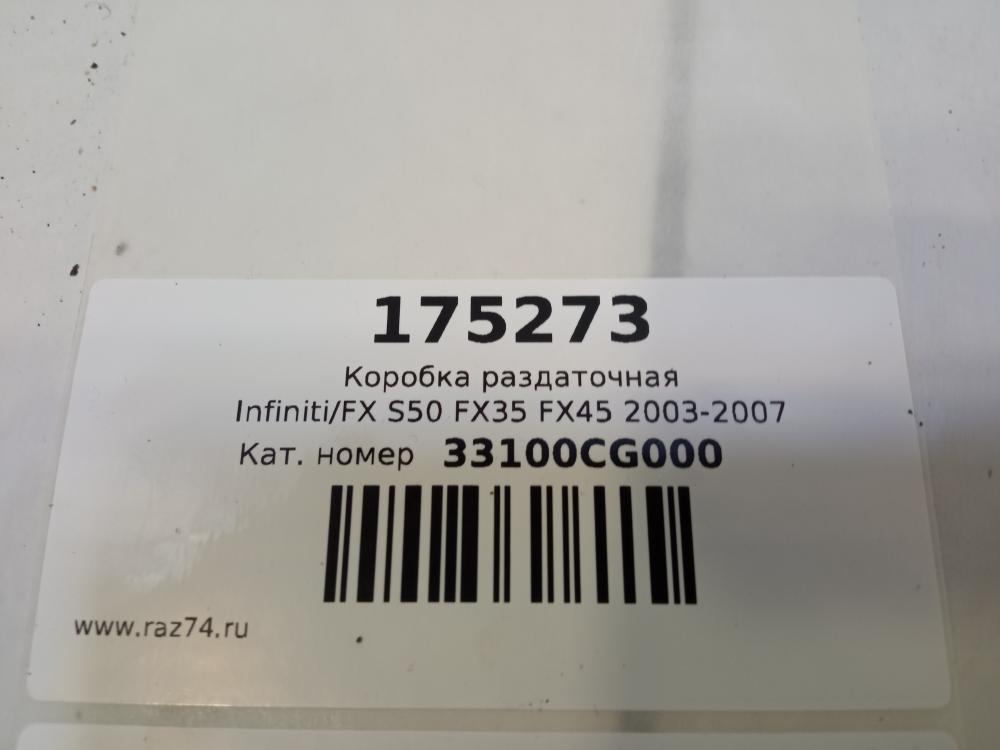 175273
Коробка раздаточная
Infiniti/FX S50 FX35 FX45 2003-2007
Кат. номер 33100CG000
www.raz74.ru